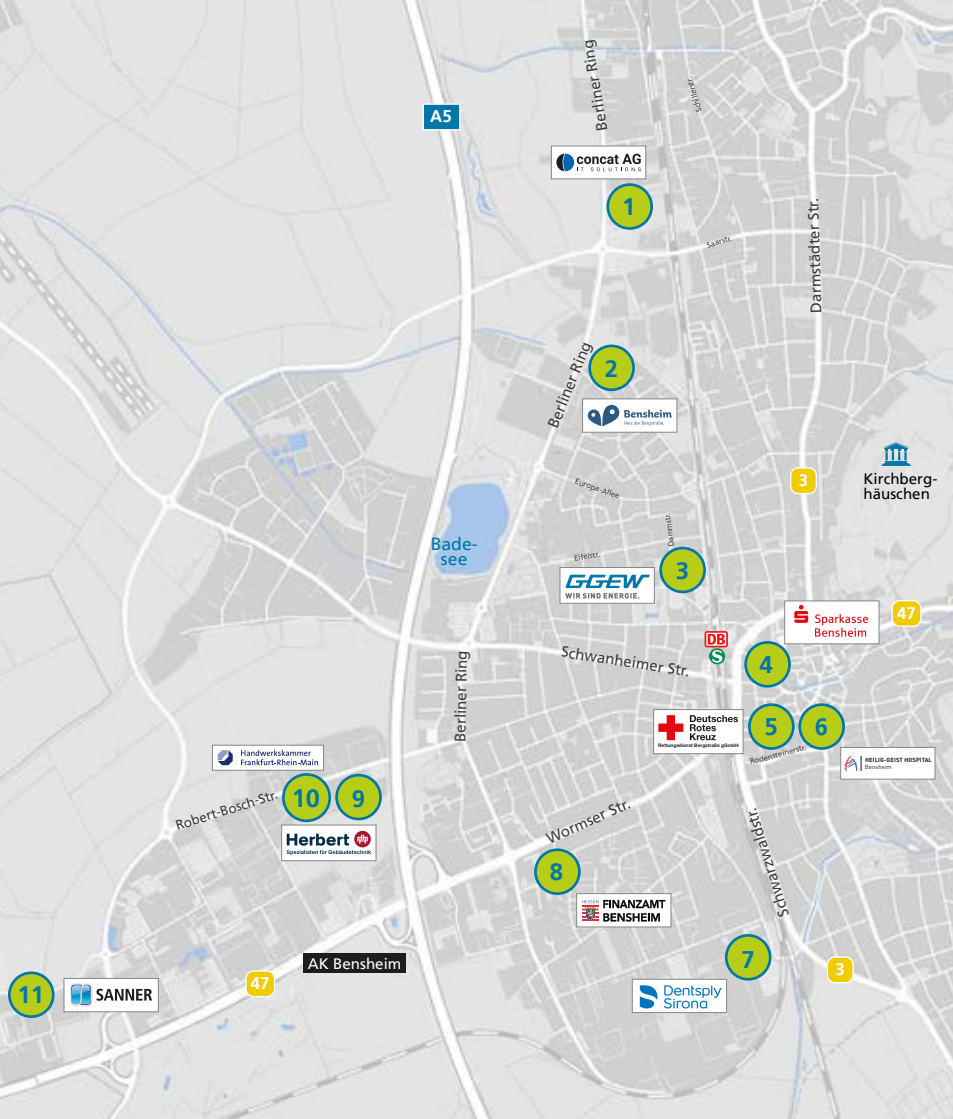 Berliner Ring
Schillerstr.
A5
concat AG
IT SOLUTIONS
1
Saarstr.
Darmstädter Str.
Berliner Ring
2
Bensheim
Herz der Bergstraße.
Kirchberg-
häuschen
3
Europa-Allee
Dammstr.
Bade-
see
Eifelstr.
3
GGEW
WIR SIND ENERGIE.
Sparkasse
Bensheim
47
DB
S
4
Schwanheimer Str.
Berliner Ring
Deutsches
Rotes
Kreuz
Rettungsdienst Bergstraße gGmbH
5
6
Rodensteinerstr.
HEILIG-GEIST HOSPITAL
Bensheim
Handwerkskammer
Frankfurt-Rhein-Main
10
9
Robert-Bosch-Str.
Herbert
Spezialisten für Gebäudetechnik
Wormser Str.
Schwarzwaldstr.
8
HESSEN
FINANZAMT
BENSHEIM
AK Bensheim
7
3
47
11
SANNER
Dentsply
Sirona